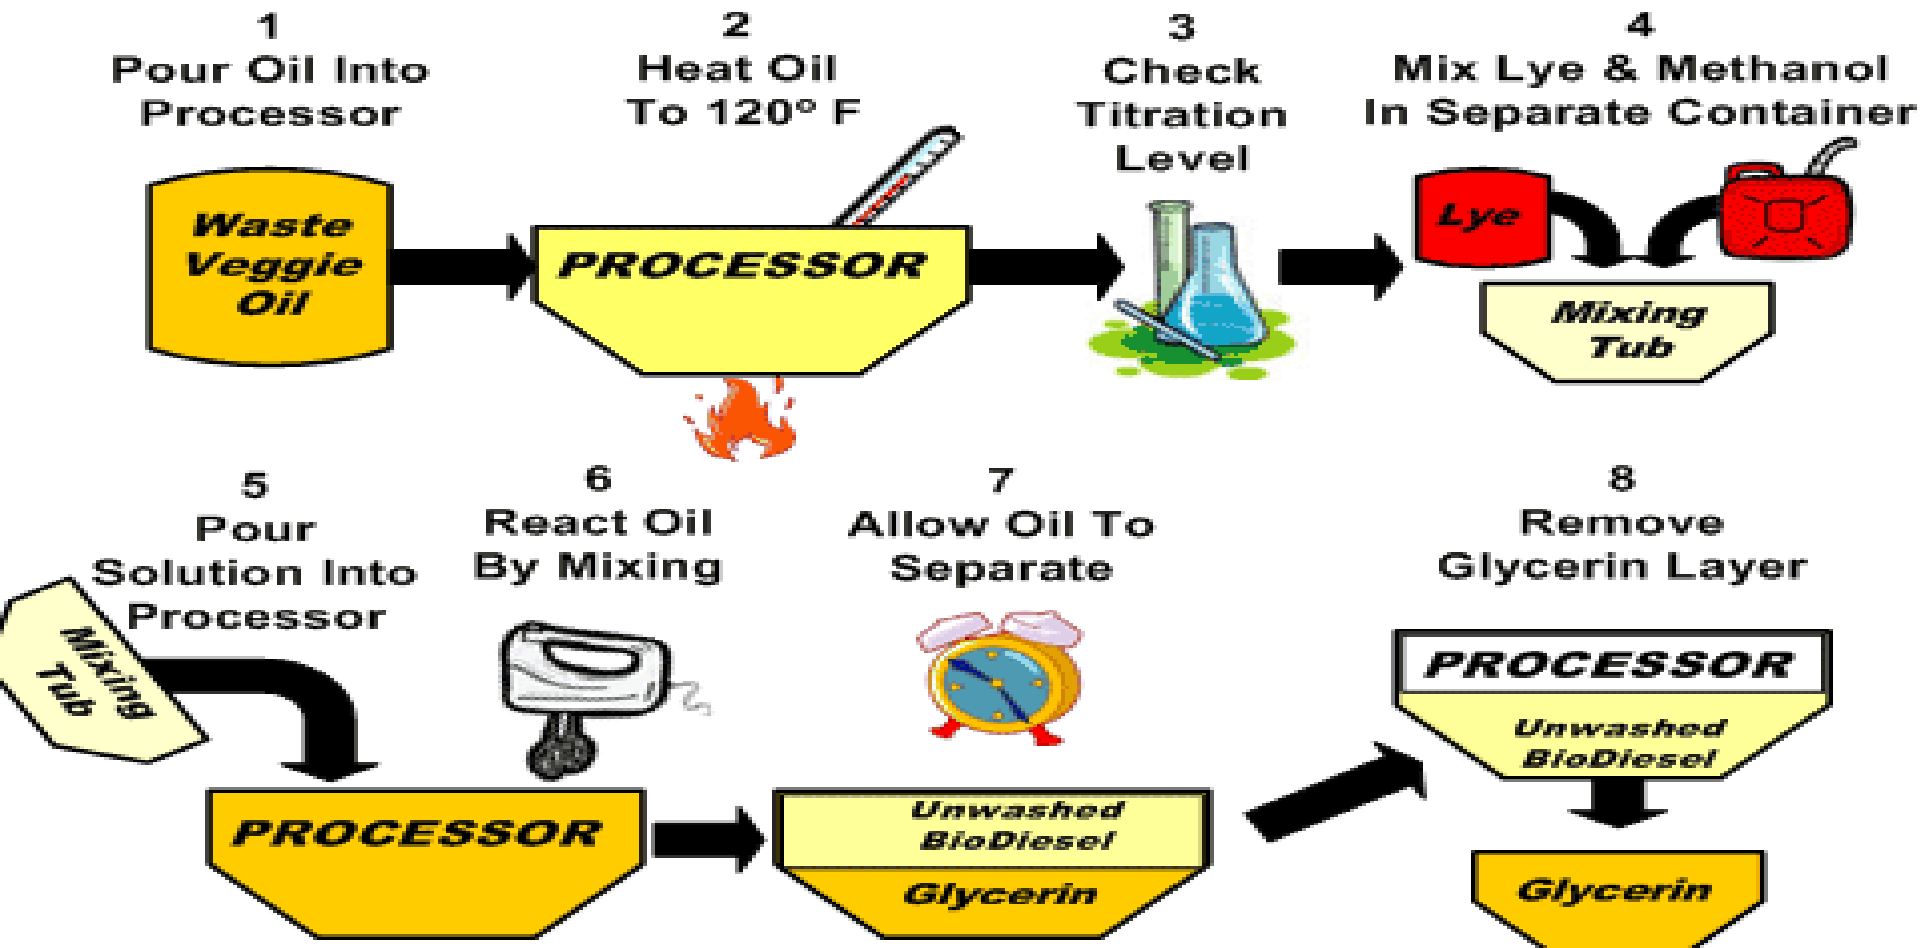 1
Pour Oil Into
Processor
Waste
Veggie
Oil
2
Heat Oil
To 120º F
PROCESSOR
3
Check
Titration
Level
4
Mix Lye & Methanol
In Separate Container
Lye
Mixing
Tub
5
Pour
Solution Into
Processor
Mixing
Tub
PROCESSOR
6
React Oil
By Mixing
7
Allow Oil To
Separate
Unwashed
BioDiesel
Glycerin
8
Remove
Glycerin Layer
PROCESSOR
Unwashed
BioDiesel
Glycerin